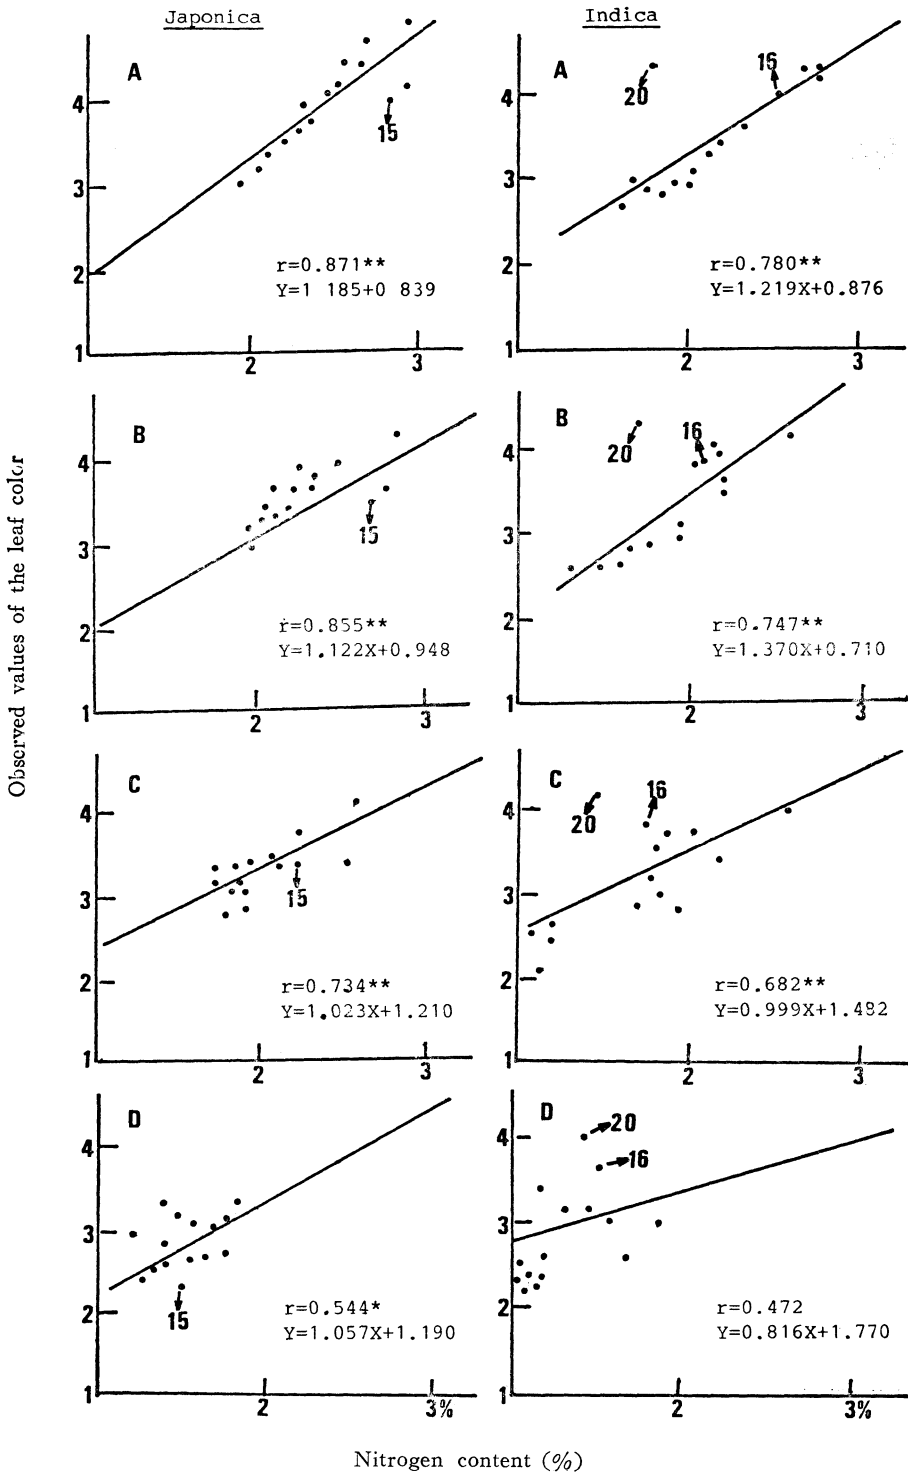 Japonica
Indica
Observed values of the leaf color
A
4
3
2
1
15
r=0.871**
Y=1 185+0 839
2
3
A
4
3
2
1
20
16
r=0.780**
Y=1.219X+0.876
2
3
B
4
3
2
1
15
r=0.855**
Y=1.122X+0.948
2
3
B
4
3
2
1
20
16
r=0.747**
Y=1.370X+0.710
2
3
C
4
3
2
1
15
r=0.734**
Y=1.023X+1.210
2
3
C
4
3
2
1
20
16
r=0.682**
Y=0.999X+1.482
2
3
D
4
3
2
1
15
r=0.544*
Y=1.057X+1.190
2
3%
D
4
3
2
1
20
16
r=0.472
Y=0.816X+1.770
2
3%
Nitrogen content (%)